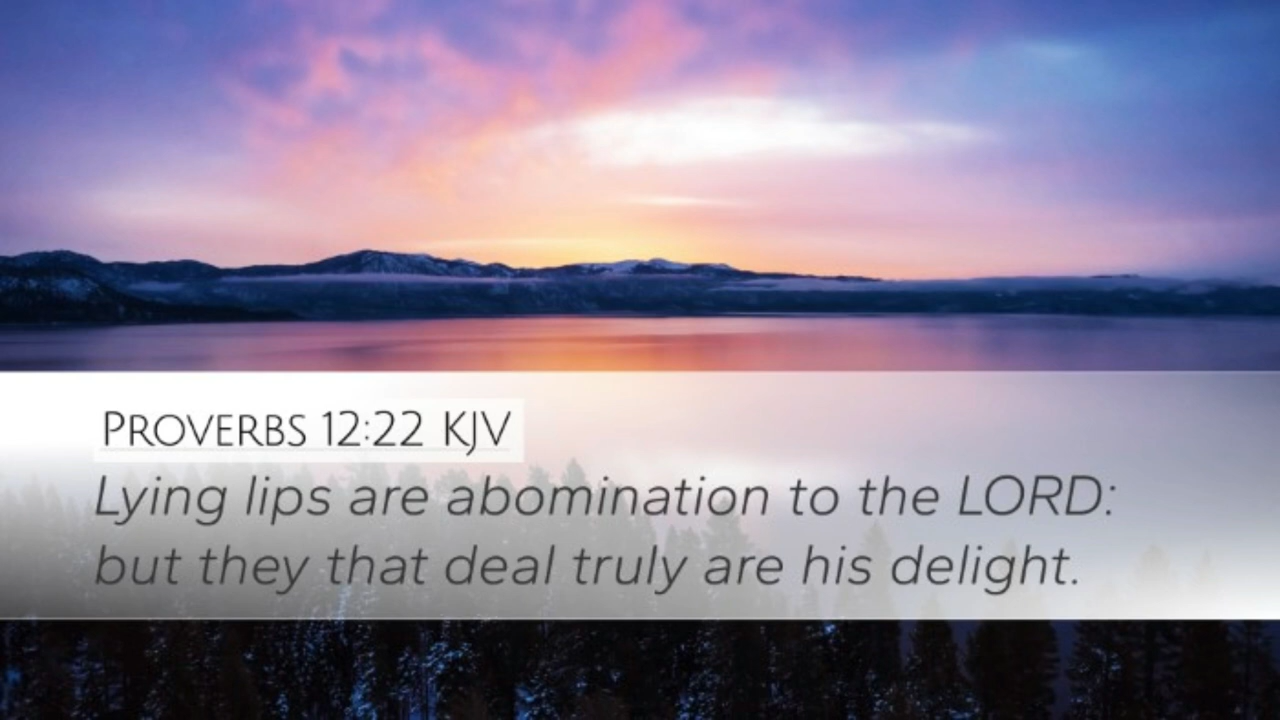 Proverbs 12:22 KJV
Lying lips are abomination to the LORD:
but they that deal truly are his delight.